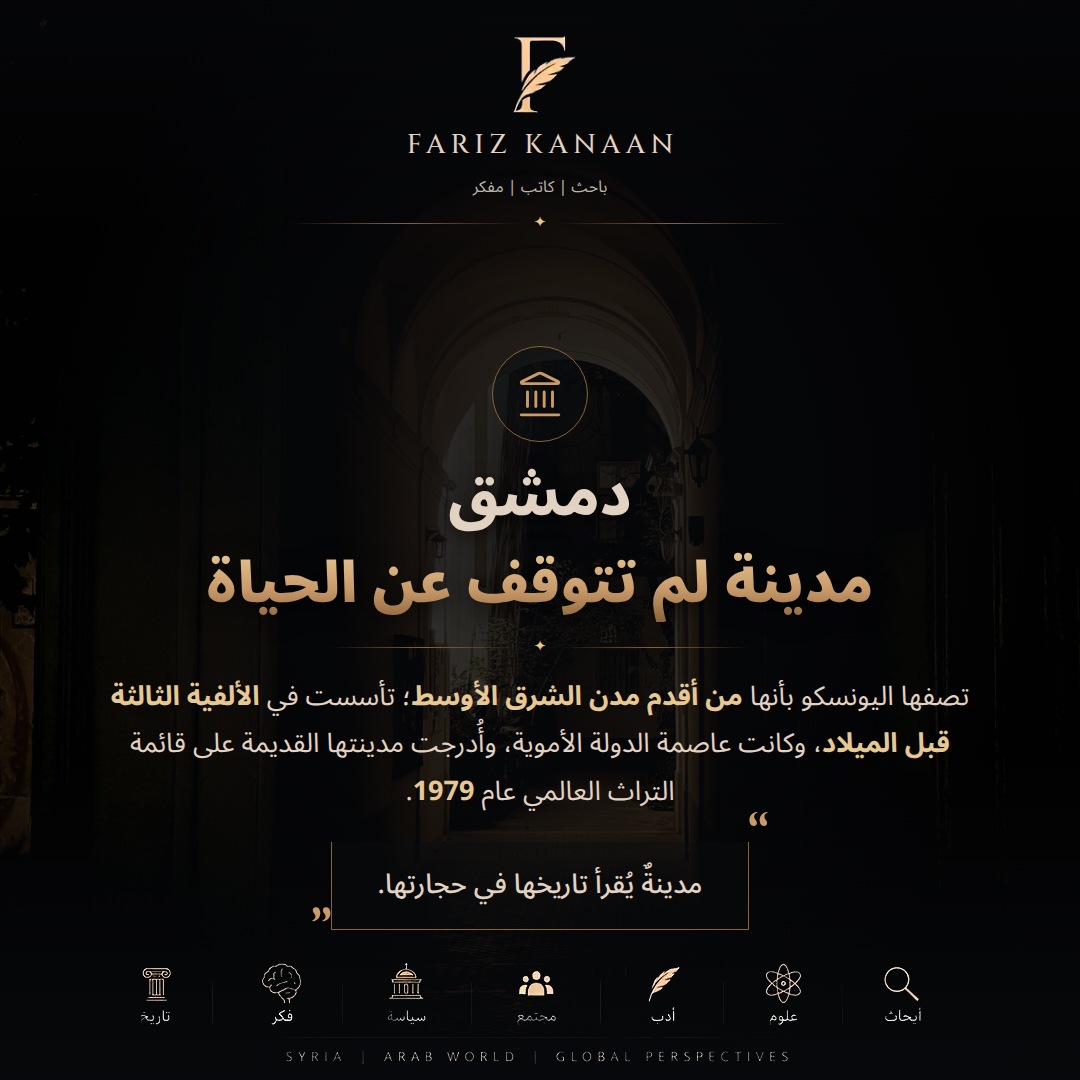 FARIZ KANAAN
باحث | كاتب | مفكر
دمشق
مدينة لم تتوقف عن الحياة
تصفها اليونسكو بأنها من أقدم مدن الشرق الأوسط؛ تأسست في الألفية الثالثة
قبل الميلاد، وكانت عاصمة الدولة الأموية، وأُدرجت مدينتها القديمة على قائمة
التراث العالمي عام 1979.
“
مدينةٌ يُقرأ تاريخها في حجارتها.
”
أبحاث علوم أدب مجتمع سياسة فكر تاريخ
SYRIA | ARAB WORLD | GLOBAL PERSPECTIVES